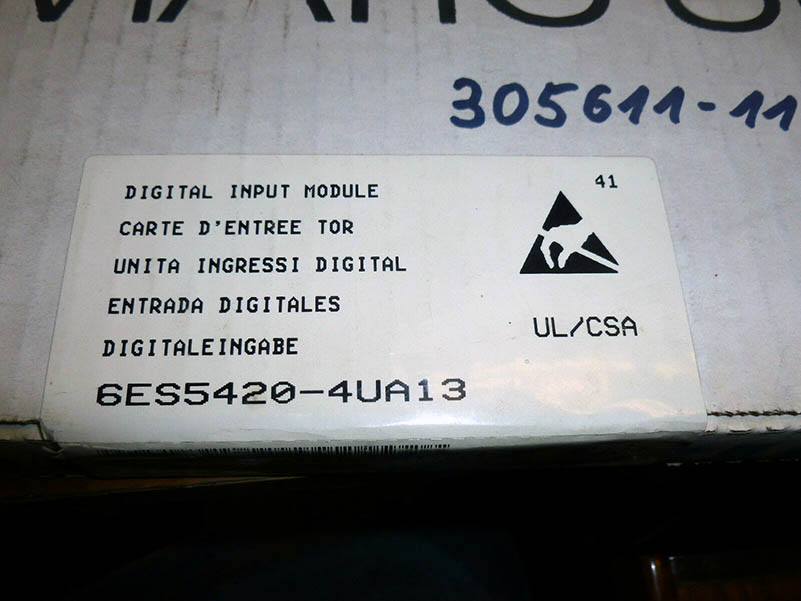 305611-11
41
DIGITAL INPUT MODULE
CARTE D'ENTREE TOR
UNITA INGRESSI DIGITAL
ENTRADA DIGITALES
DIGITALEINGABE
UL/CSA
6ES5420-4UA13